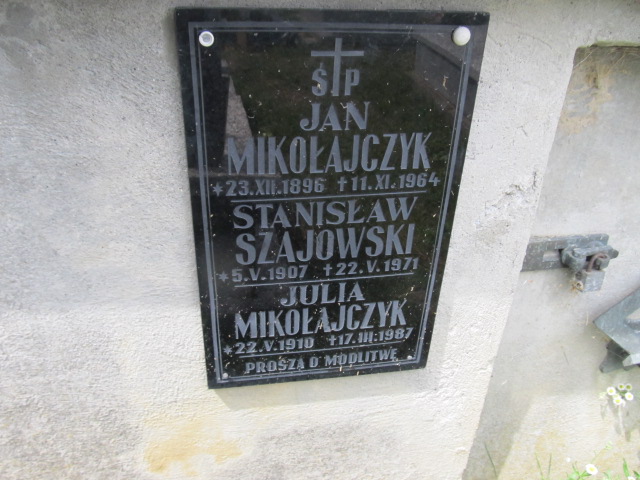 Ś P
JAN
MIKOŁAJCZYK
*23.XII.1896 †11.XI.1964
STANISŁAW
SZAJOWSKI
*5.V.1907 †22.V.1971
JULIA
MIKOŁAJCZYK
*22.V.1910 †17.III.1987
PROSZĄ O MODLITWĘ